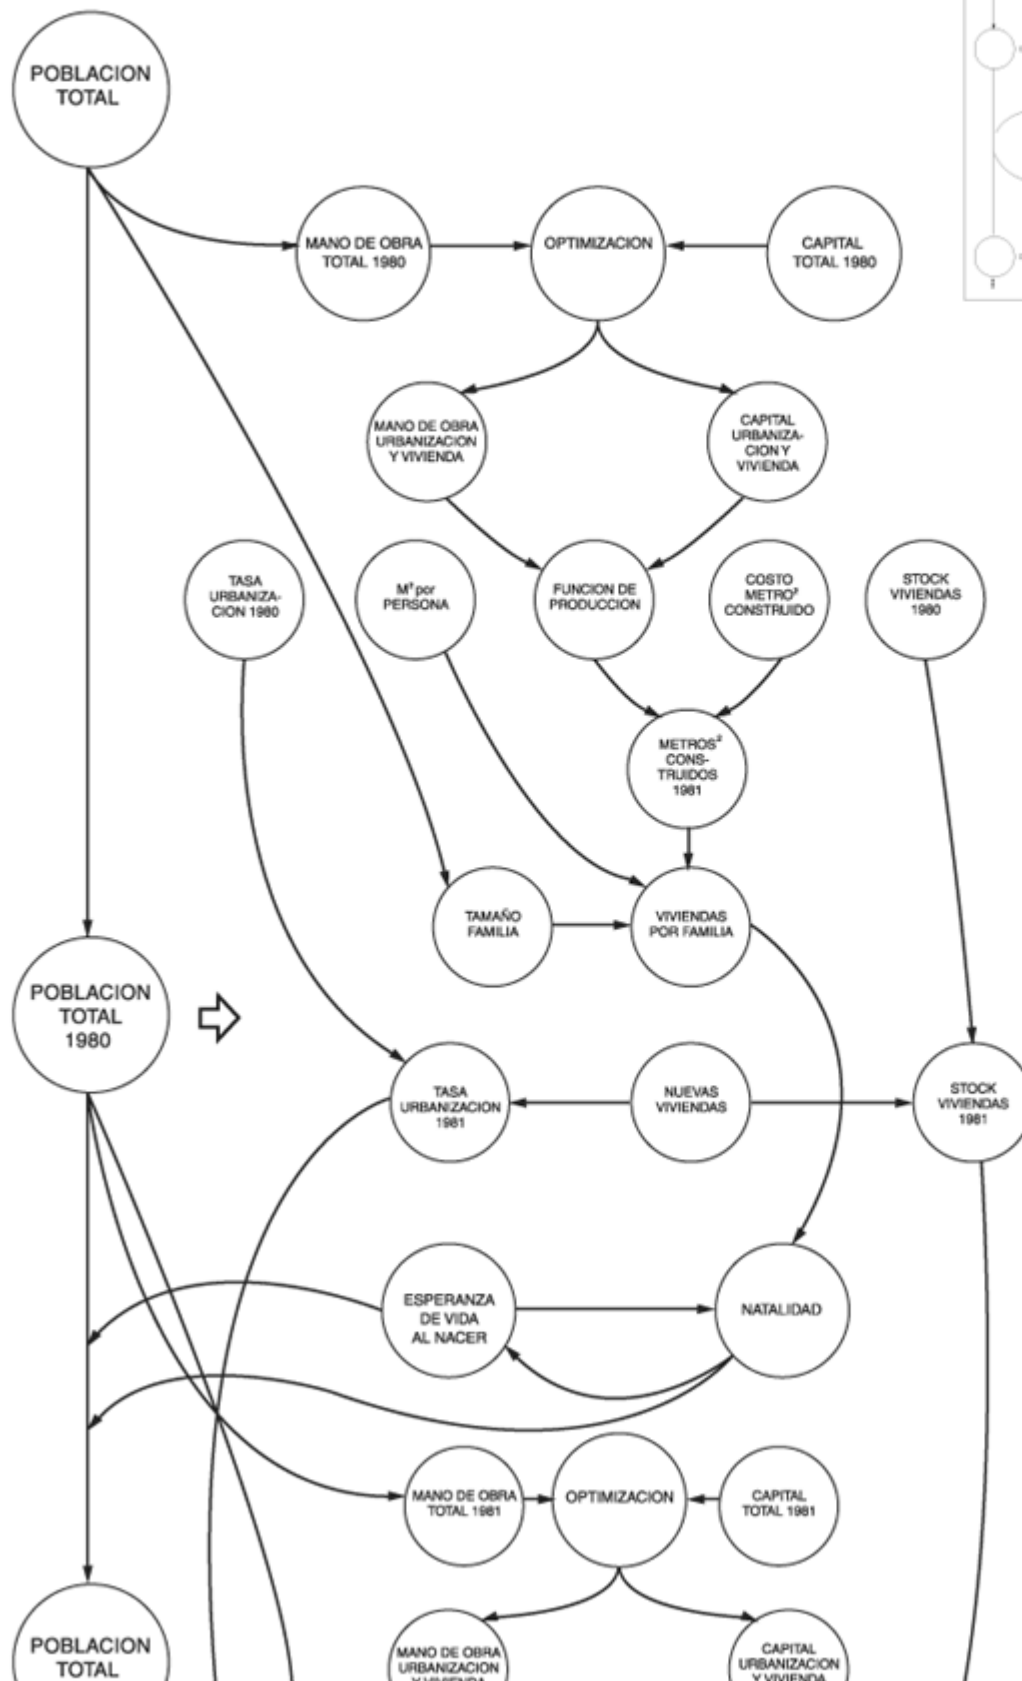 POBLACION
TOTAL
MANO DE OBRA
TOTAL 1980
OPTIMIZACION
CAPITAL
TOTAL 1980
MANO DE OBRA
URBANIZACION
Y VIVIENDA
CAPITAL
URBANIZA-
CION Y
VIVIENDA
TASA
URBANIZA-
CION 1980
M² por
PERSONA
FUNCION DE
PRODUCCION
COSTO
METRO²
CONSTRUIDO
STOCK
VIVIENDAS
1980
METROS²
CONS-
TRUIDOS
1981
TAMAÑO
FAMILIA
VIVIENDAS
POR FAMILIA
POBLACION
TOTAL
1980
TASA
URBANIZACION
1981
NUEVAS
VIVIENDAS
STOCK
VIVIENDAS
1981
ESPERANZA
DE VIDA
AL NACER
NATALIDAD
MANO DE OBRA
TOTAL 1981
OPTIMIZACION
CAPITAL
TOTAL 1981
POBLACION
TOTAL
MANO DE OBRA
URBANIZACION
Y VIVIENDA
CAPITAL
URBANIZACION
Y VIVIENDA